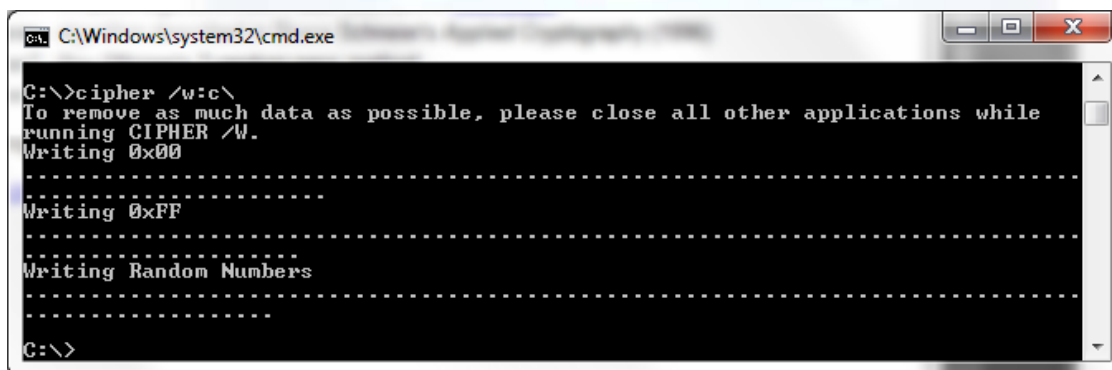 C:\Windows\system32\cmd.exe
C:\>cipher /w:c\
To remove as much data as possible, please close all other applications while
running CIPHER /W.
Writing 0x00
................................................................................
.......................
Writing 0xFF
................................................................................
.....................
Writing Random Numbers
................................................................................
...................
C:\>